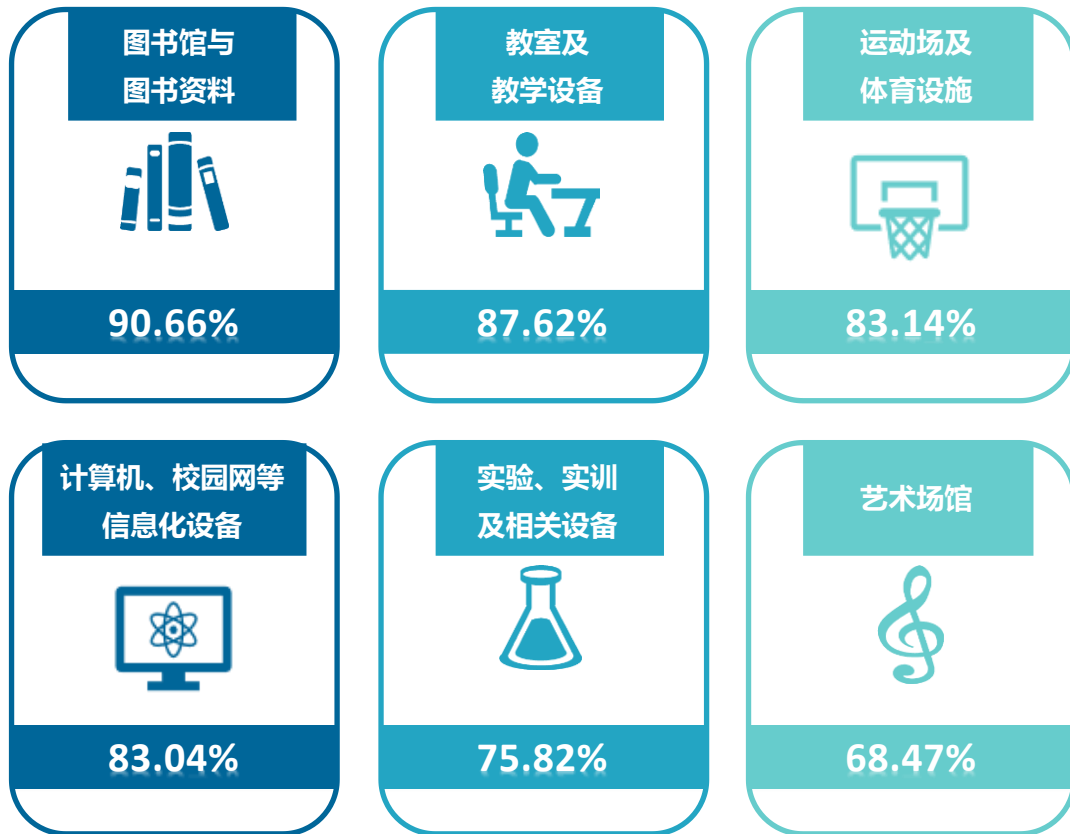 图书馆与
图书资料
90.66%
教室及
教学设备
87.62%
运动场及
体育设施
83.14%
计算机、校园网等
信息化设备
83.04%
实验、实训
及相关设备
75.82%
艺术场馆
68.47%